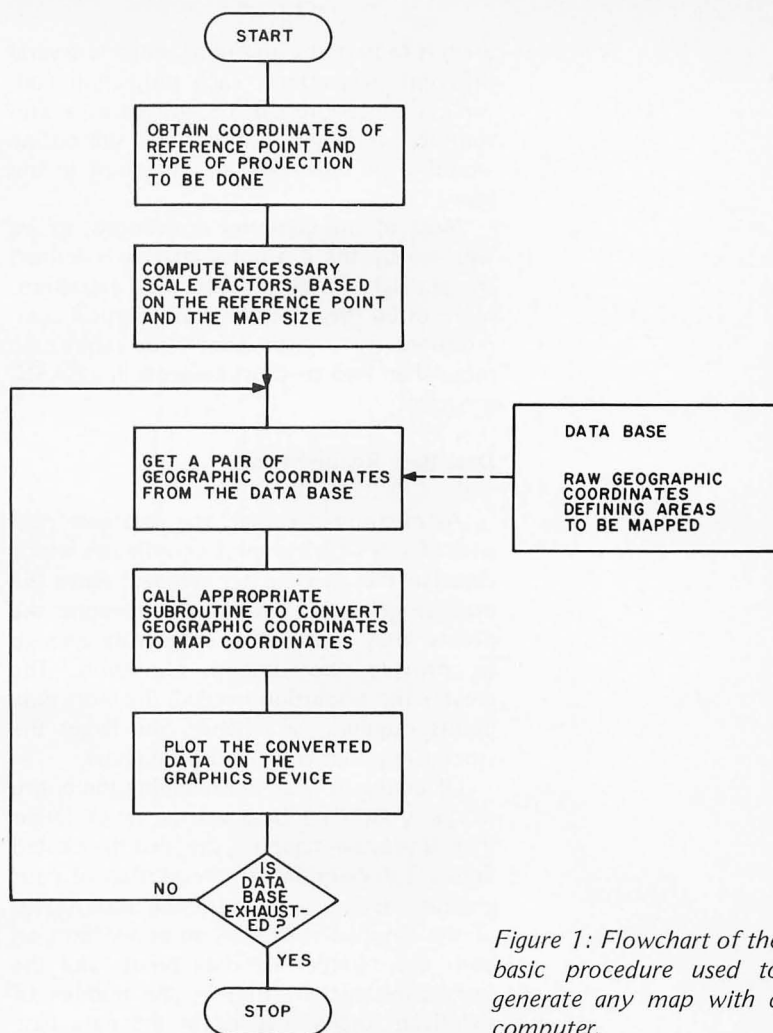 START
OBTAIN COORDINATES OF
REFERENCE POINT AND
TYPE OF PROJECTION
TO BE DONE
COMPUTE NECESSARY
SCALE FACTORS, BASED
ON THE REFERENCE POINT
AND THE MAP SIZE
GET A PAIR OF
GEOGRAPHIC COORDINATES
FROM THE DATA BASE
DATA BASE
RAW GEOGRAPHIC
COORDINATES
DEFINING AREAS
TO BE MAPPED
CALL APPROPRIATE
SUBROUTINE TO CONVERT
GEOGRAPHIC COORDINATES
TO MAP COORDINATES
PLOT THE CONVERTED
DATA ON THE
GRAPHICS DEVICE
IS
DATA
BASE
EXHAUST-
ED?
NO
YES
STOP
Figure 1: Flowchart of the
basic procedure used to
generate any map with a
computer.